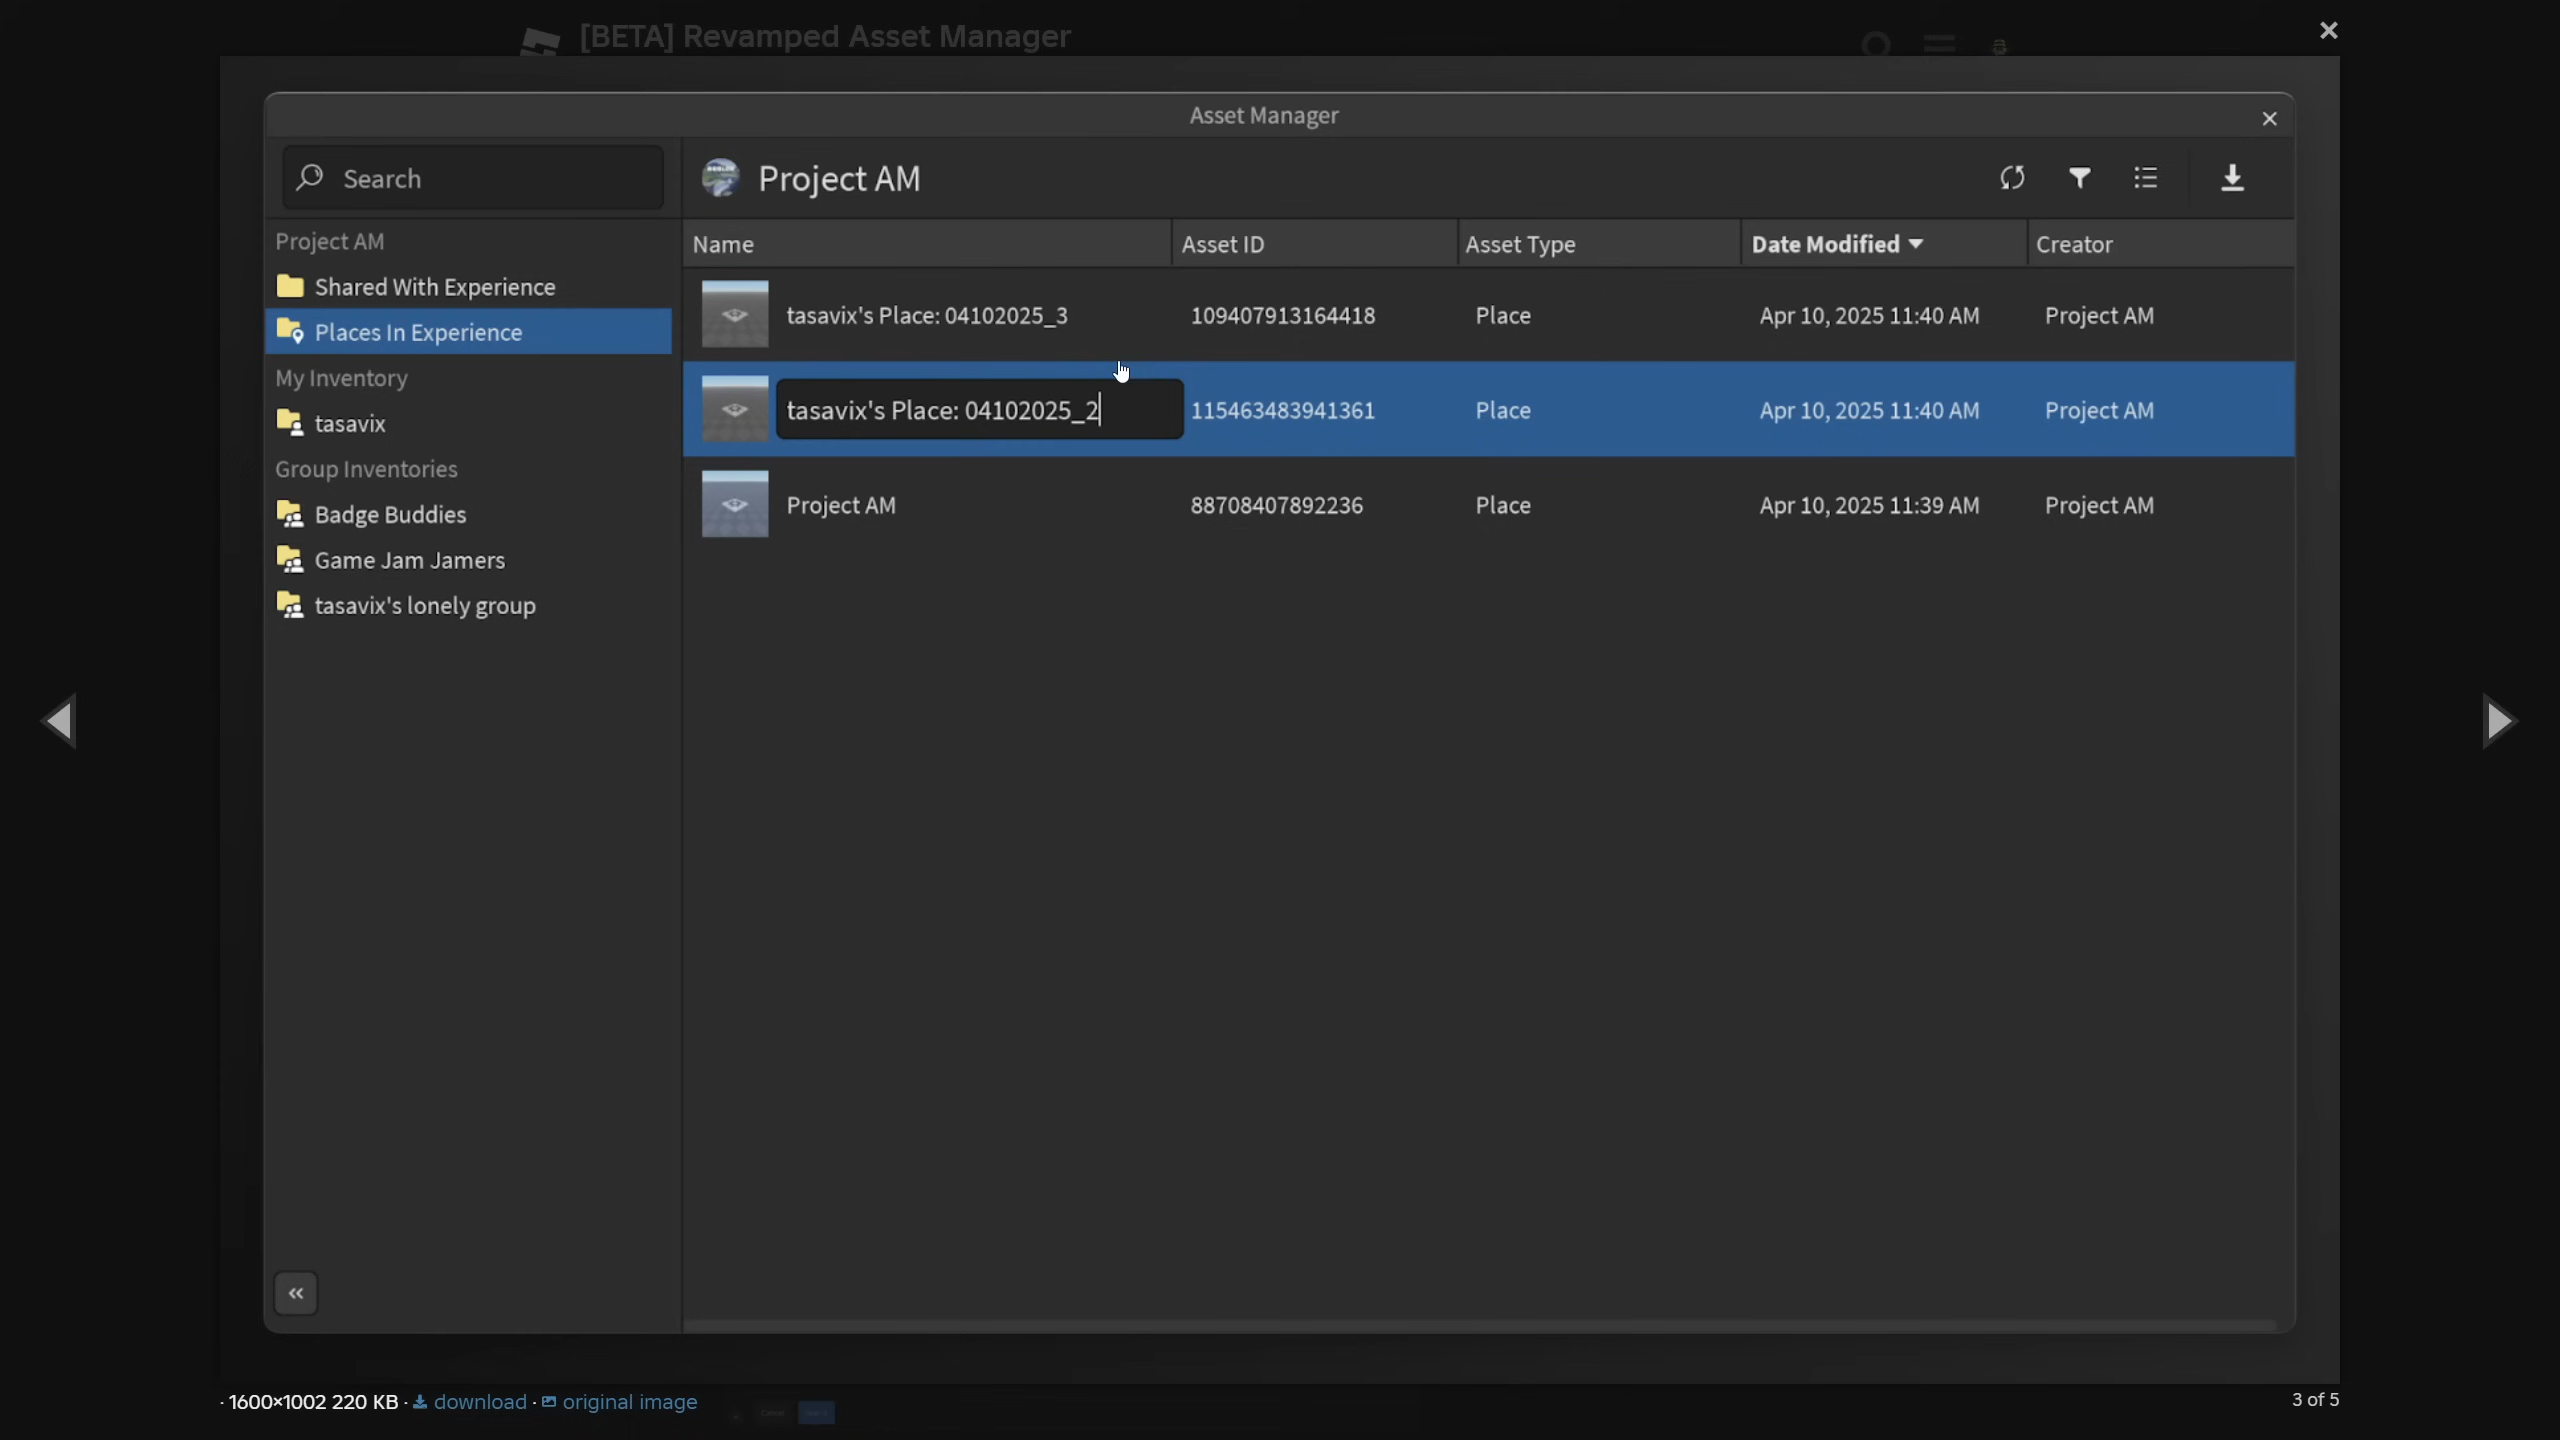 [BETA] Revamped Asset Manager
Asset Manager
Search
Project AM
Project AM
Shared With Experience
Places In Experience
My Inventory
tasavix
Group Inventories
Badge Buddies
Game Jam Jamers
tasavix's lonely group
Name Asset ID Asset Type Date Modified Creator
tasavix's Place: 04102025_3 109407913164418 Place Apr 10, 2025 11:40 AM Project AM
tasavix's Place: 04102025_2 115463483941361 Place Apr 10, 2025 11:40 AM Project AM
Project AM 88708407892236 Place Apr 10, 2025 11:39 AM Project AM
· 1600×1002 220 KB · download · original image
3 of 5